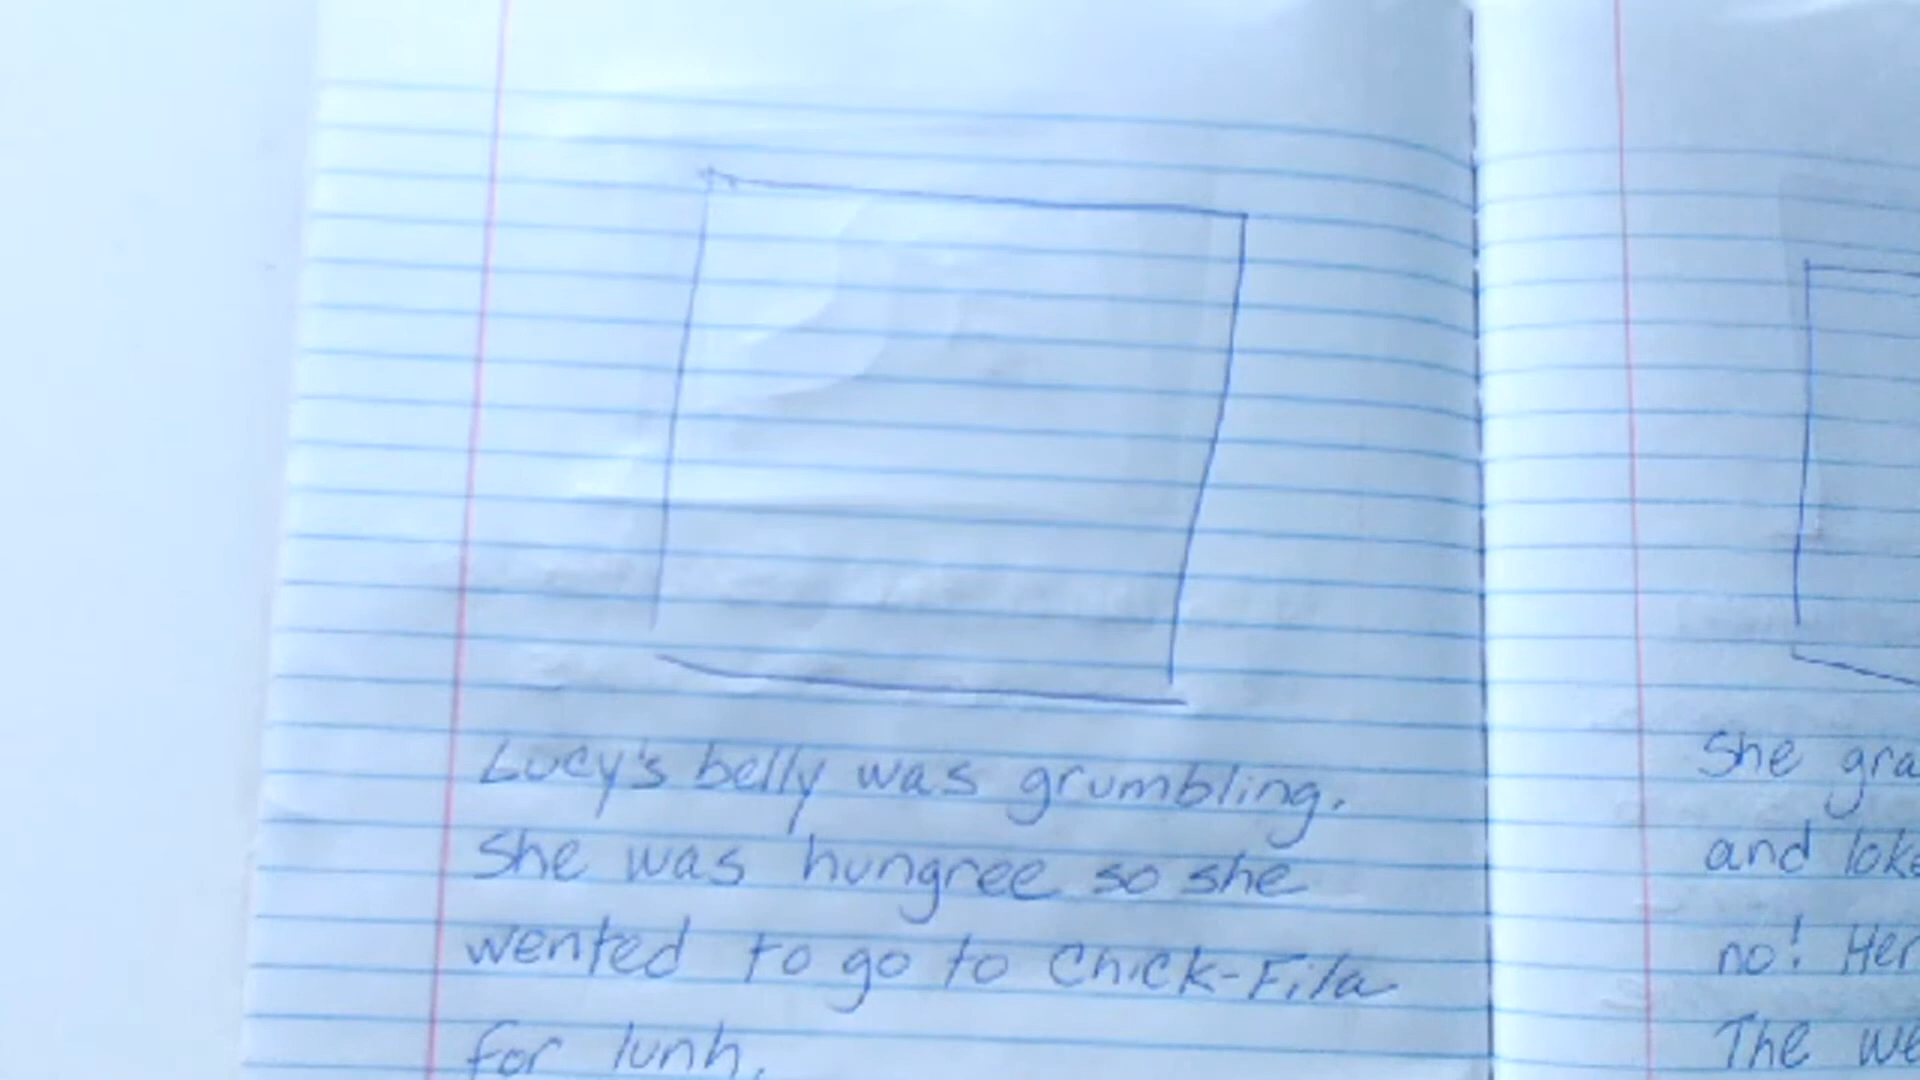 Lucy's belly was grumbling.
She was hungree so she
wented to go to Chick-Fila
for lunh.
She gra
and loke
no! Her
The we